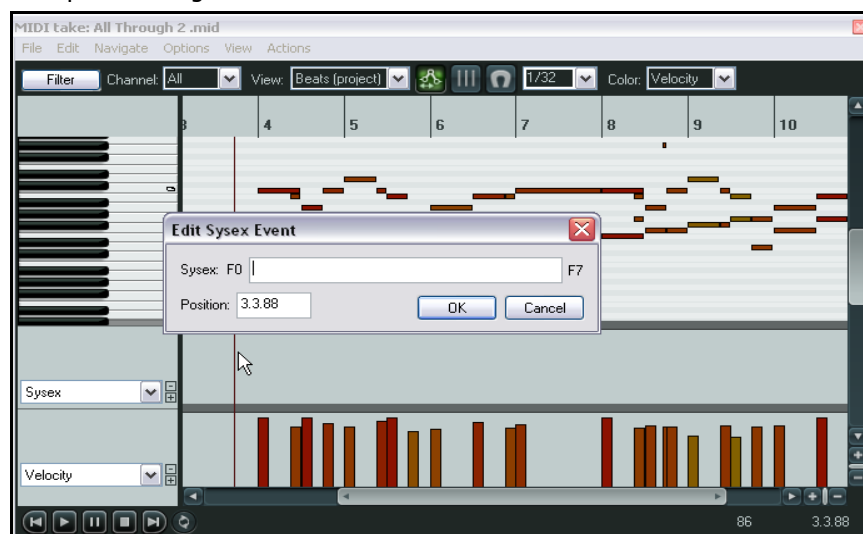 MIDI take: All Through 2 .mid
File Edit Navigate Options View Actions
Filter Channel: All View: Beats (project) 1/32 Color: Velocity
3 4 5 6 7 8 9 10
Edit Sysex Event
Sysex: F0 F7
Position: 3.3.88 OK Cancel
Sysex
Velocity
86 3.3.88